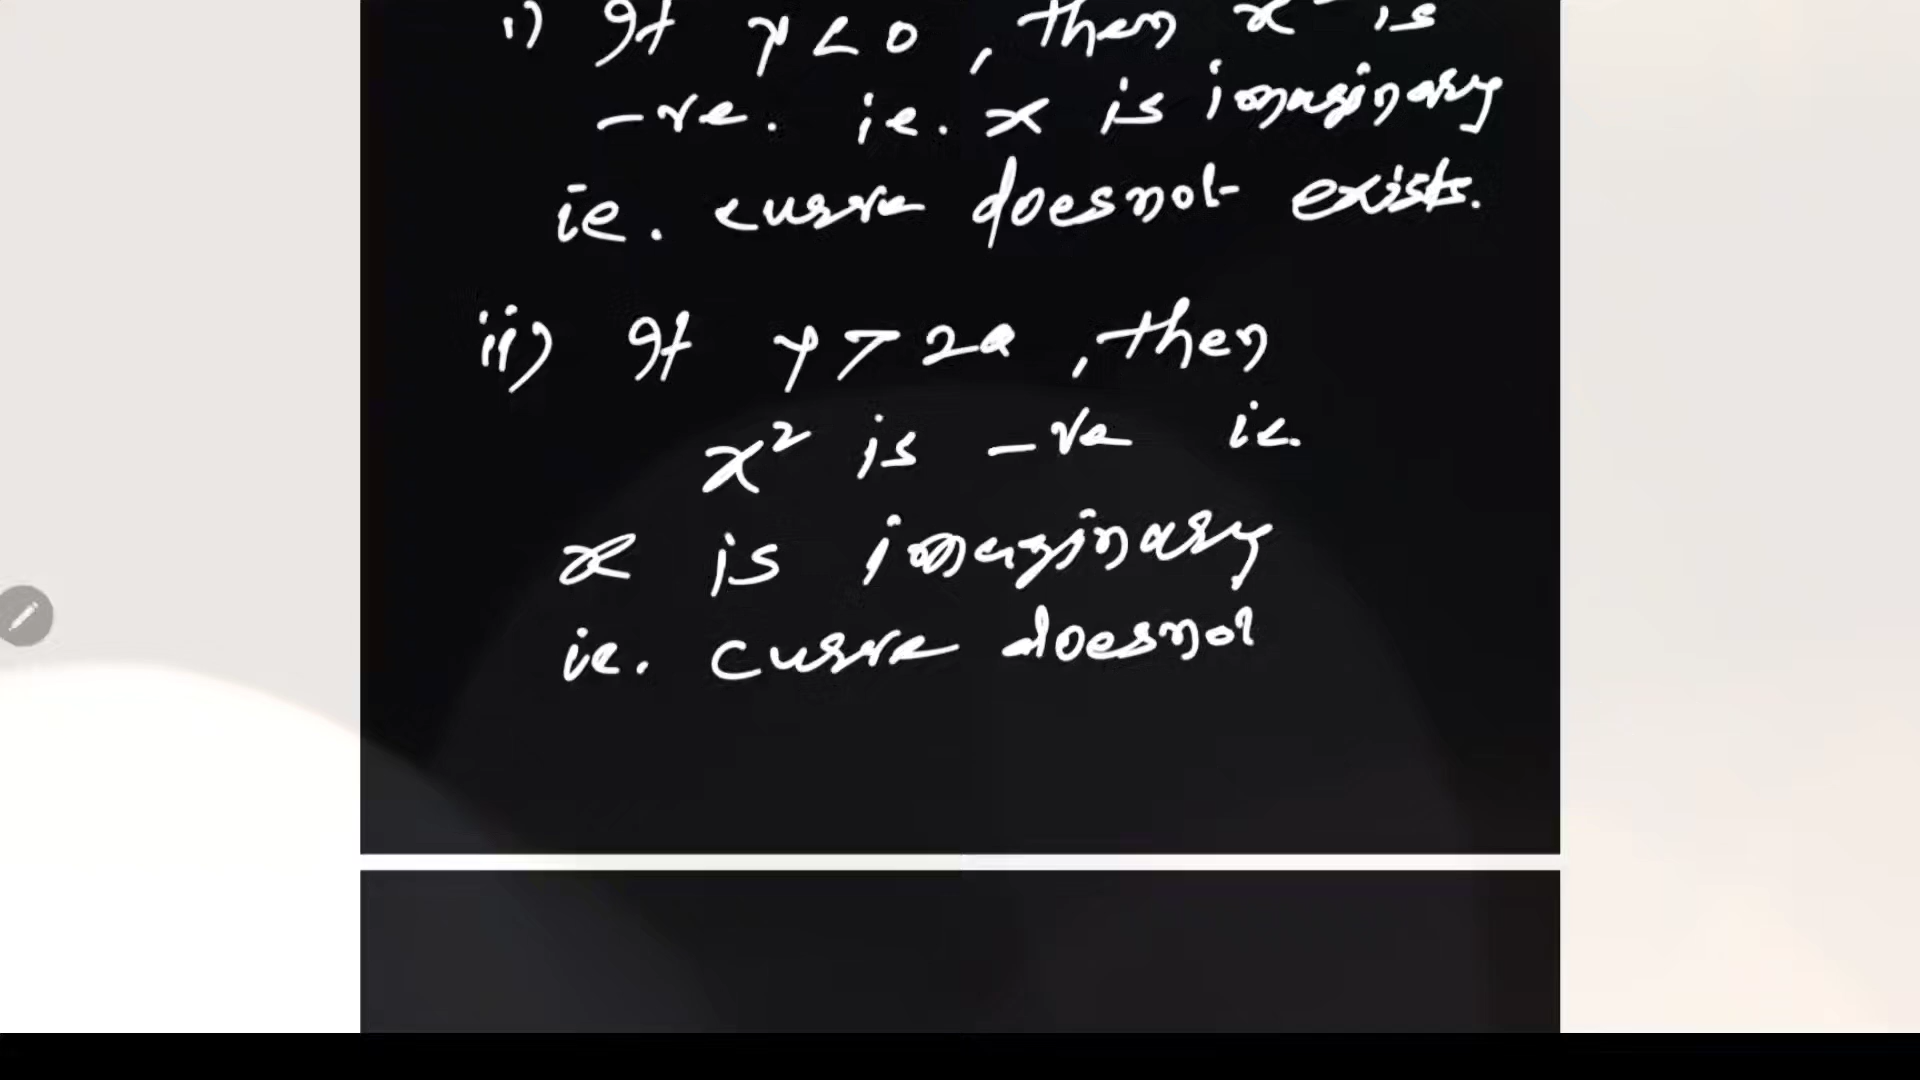 i) If y < 0, then x² is
-ve. ie. x is imaginary
ie. curve doesnot exists.
ii) If y > 2a, then
x² is -ve ie.
x is imaginary
ie. curve doesnot